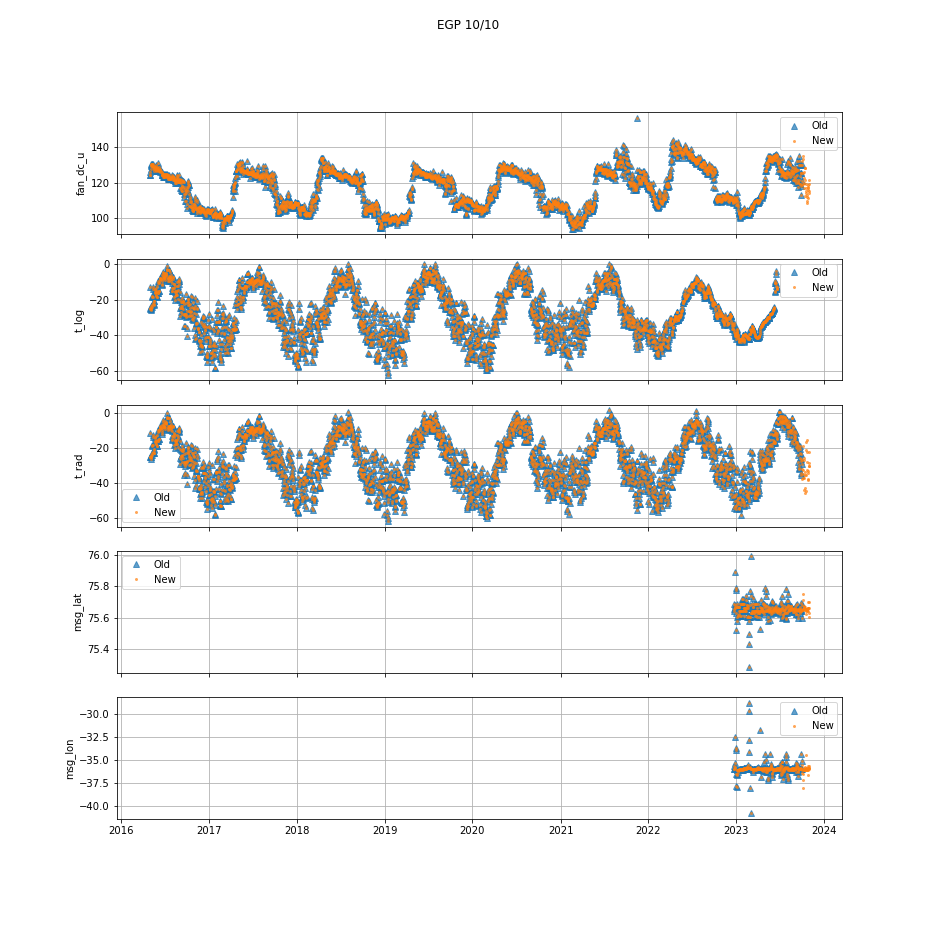 EGP 10/10
fan_dc_u
140
120
100
Old
New
t_log
0
−20
−40
−60
Old
New
t_rad
0
−20
−40
−60
Old
New
msg_lat
76.0
75.8
75.6
75.4
Old
New
msg_lon
−30.0
−32.5
−35.0
−37.5
−40.0
Old
New
2016 2017 2018 2019 2020 2021 2022 2023 2024